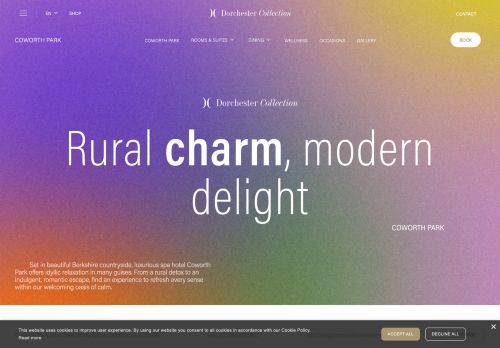 EN SHOP Dorchester Collection CONTACT
COWORTH PARK COWORTH PARK ROOMS & SUITES DINING WELLNESS OCCASIONS GALLERY BOOK
Dorchester Collection
Rural charm, modern
delight
COWORTH PARK
Set in beautiful Berkshire countryside, luxurious spa hotel Coworth
Park offers idyllic relaxation in many guises. From a rural detox to an
indulgent, romantic escape, find an experience to refresh every sense
within our welcoming oasis of calm.
This website uses cookies to improve user experience. By using our website you consent to all cookies in accordance with our Cookie Policy.
Read more
ACCEPT ALL DECLINE ALL